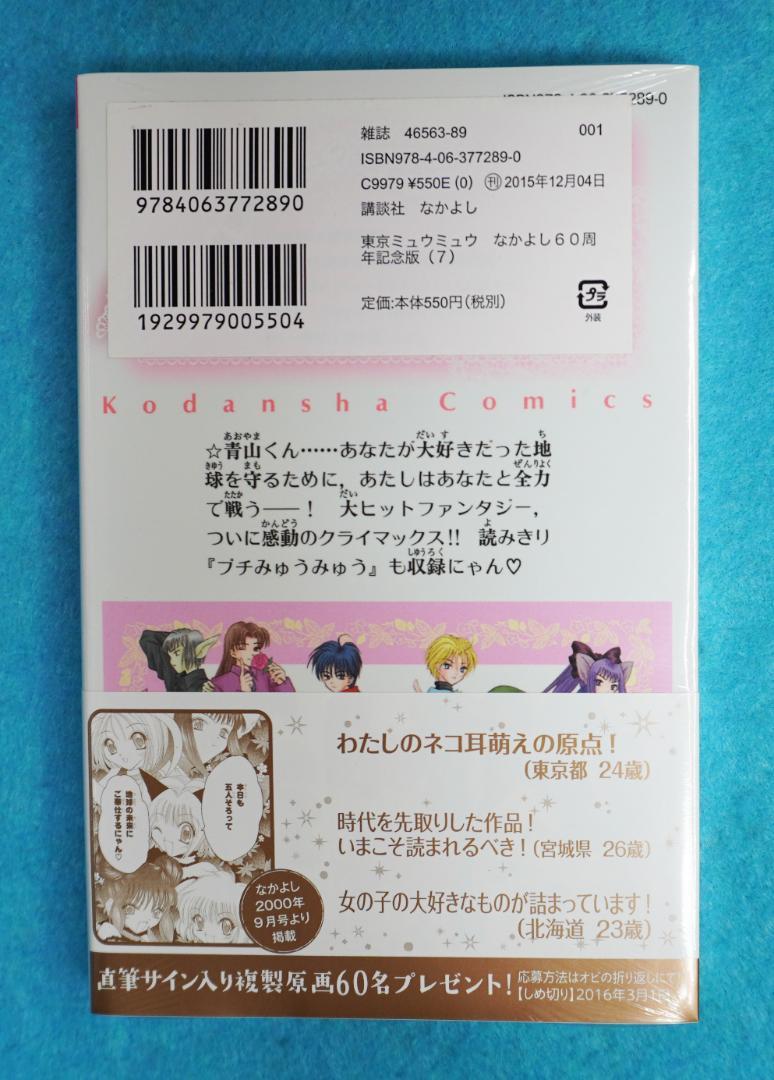 289-0
雑誌 46563-89 001
ISBN978-4-06-377289-0
C9979 ¥550E (0) 刊 2015年12月04日
9784063772890
講談社 なかよし
東京ミュウミュウ なかよし60周
年記念版(7)
定価:本体550円(税別)
プラ
外装
1929979005504
Kodansha Comics
☆青山くん……あなたが大好きだった地
球を守るために,あたしはあなたと全力
で戦う——! 大ヒットファンタジー,
ついに感動のクライマックス!! 読みきり
『プチみゅうみゅう』も収録にゃん♡
わたしのネコ耳萌えの原点!
(東京都 24歳)
時代を先取りした作品!
いまこそ読まれるべき!(宮城県 26歳)
女の子の大好きなものが詰まっています!
(北海道 23歳)
本日も
五人そろって
地球の未来に
ご奉仕するにゃん♡
なかよし
2000年
9月号より
掲載
直筆サイン入り複製原画60名プレゼント!
応募方法はオビの折り返しにて!
【しめ切り】2016年3月1日